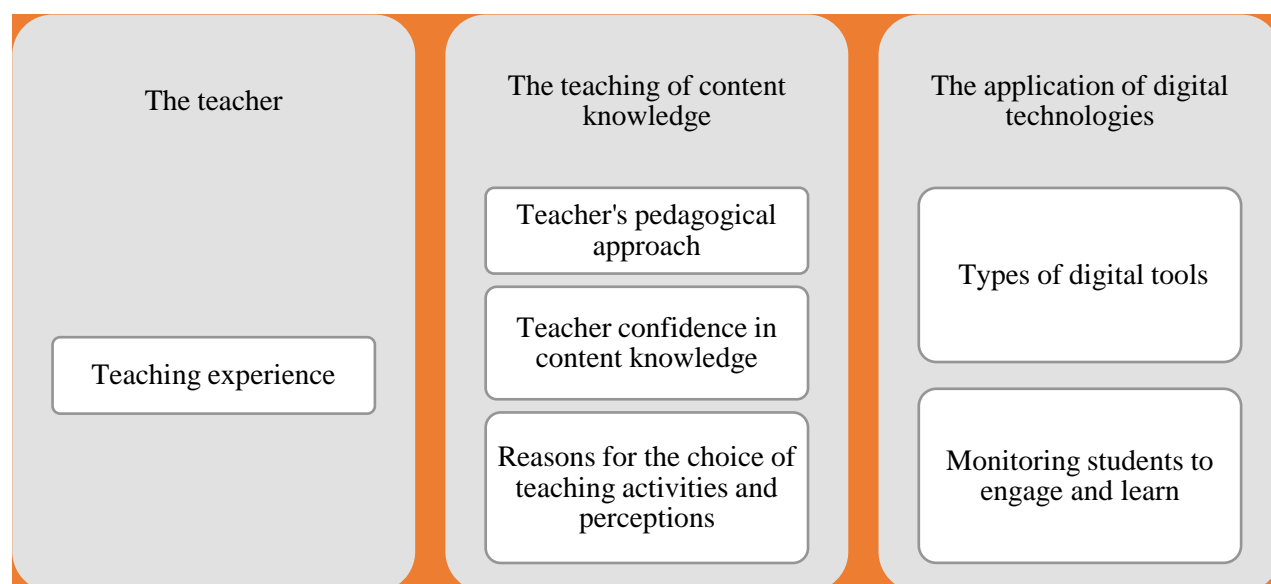 The teacher
Teaching experience
The teaching of content
knowledge
Teacher's pedagogical
approach
Teacher confidence in
content knowledge
Reasons for the choice of
teaching activities and
perceptions
The application of digital
technologies
Types of digital tools
Monitoring students to
engage and learn